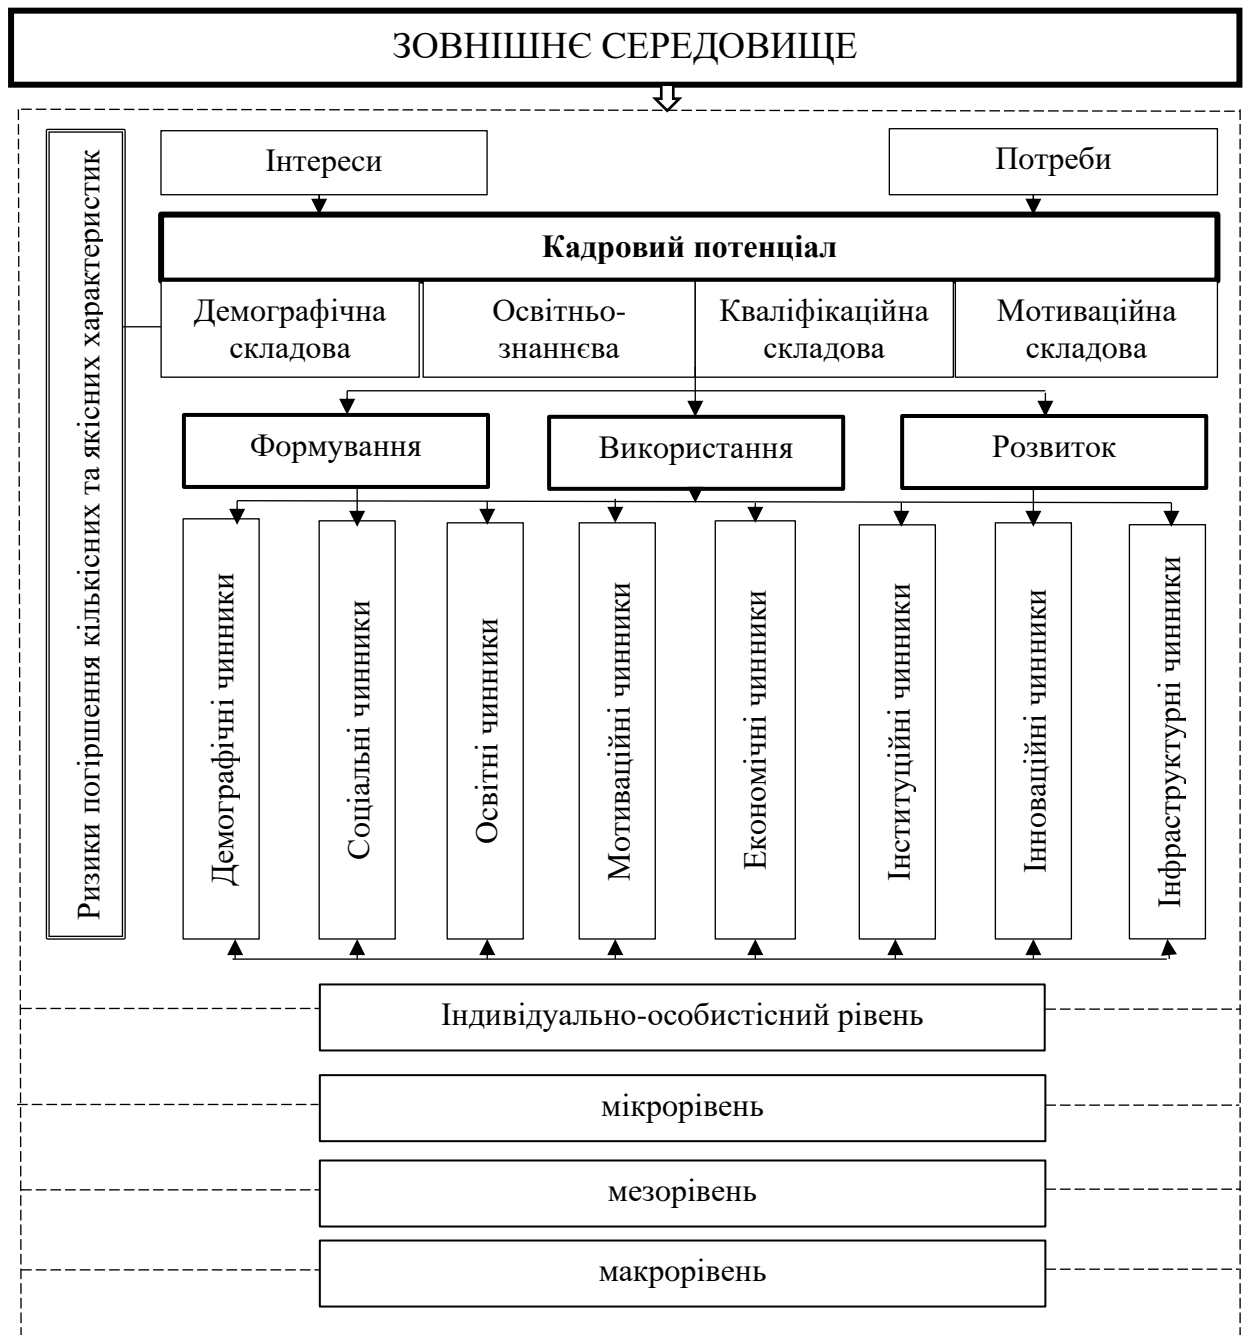 ЗОВНІШНЄ СЕРЕДОВИЩЕ
Ризики погіршення кількісних та якісних характеристик
Інтереси
Потреби
Кадровий потенціал
Демографічна
складова
Освітньо-
знаннєва
Кваліфікаційна
складова
Мотиваційна
складова
Формування
Використання
Розвиток
Демографічні чинники
Соціальні чинники
Освітні чинники
Мотиваційні чинники
Економічні чинники
Інституційні чинники
Інноваційні чинники
Інфраструктурні чинники
Індивідуально-особистісний рівень
мікрорівень
мезорівень
макрорівень